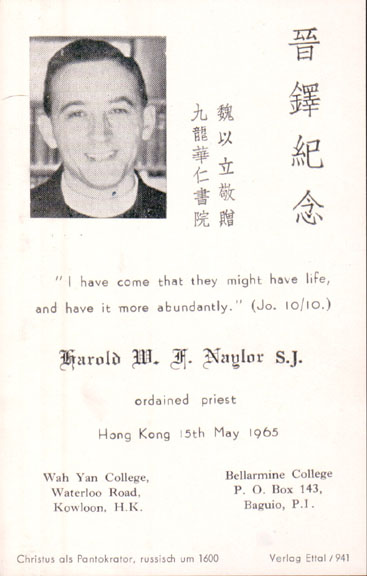 晉鐸紀念
魏以立敬贈
九龍華仁書院
" I have come that they might have life,
and have it more abundantly." (Jo. 10/10.)
Harold W. F. Naylor S.J.
ordained priest
Hong Kong 15th May 1965
Wah Yan College,
Waterloo Road,
Kowloon, H.K.
Bellarmine College
P. O. Box 143,
Baguio, P.I.
Christus als Pantokrator, russisch um 1600
Verlag Ettal / 941